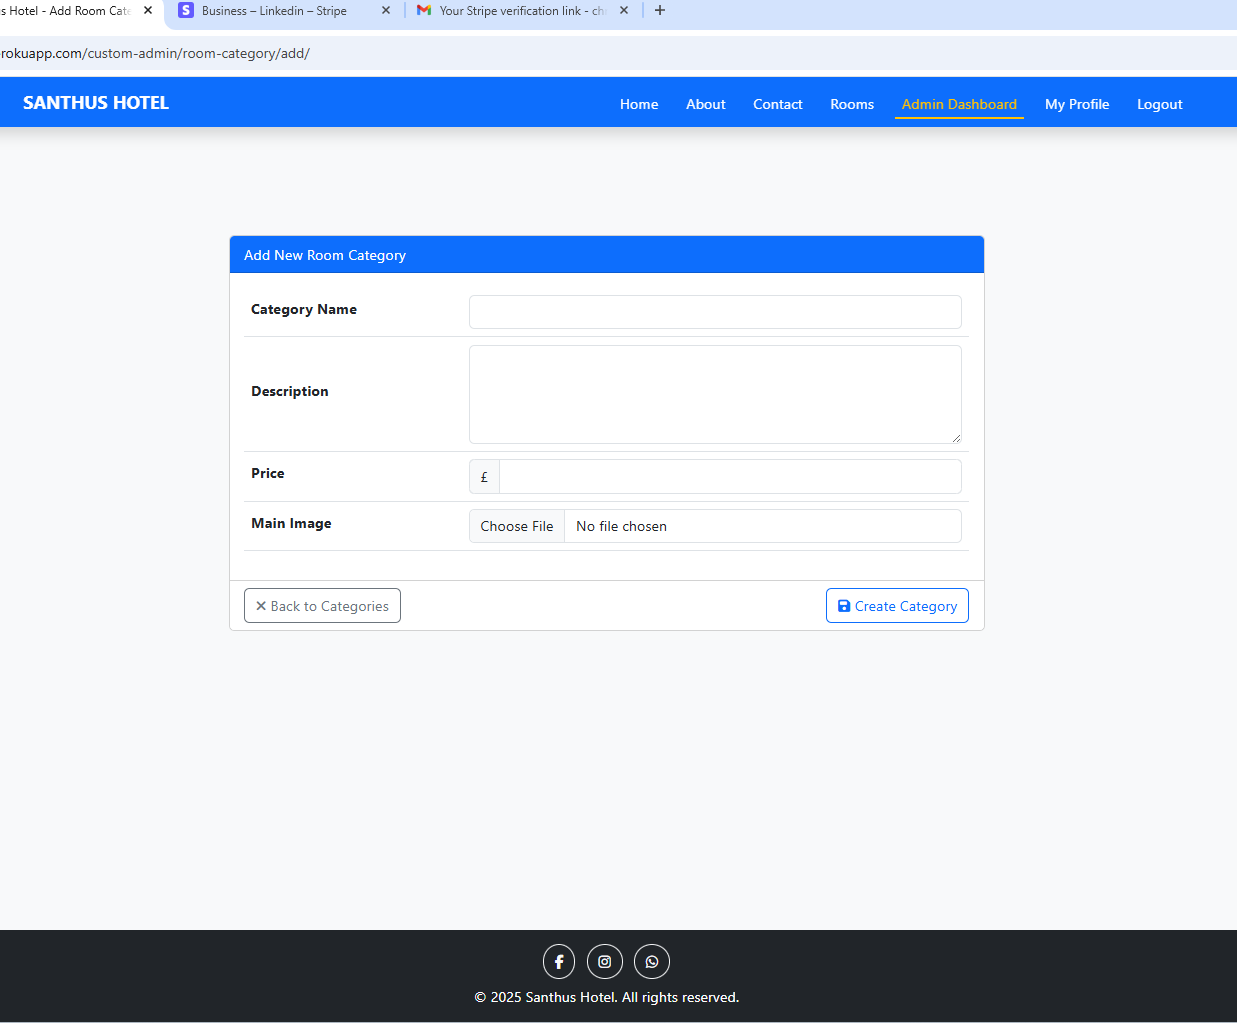 s Hotel - Add Room Cat
Business – Linkedin – Stripe
Your Stripe verification link - ch
rokuapp.com/custom-admin/room-category/add/
SANTHUS HOTEL
Home
About
Contact
Rooms
Admin Dashboard
My Profile
Logout
Add New Room Category
Category Name
Description
Price
£
Main Image
Choose File
No file chosen
Back to Categories
Create Category
© 2025 Santhus Hotel. All rights reserved.